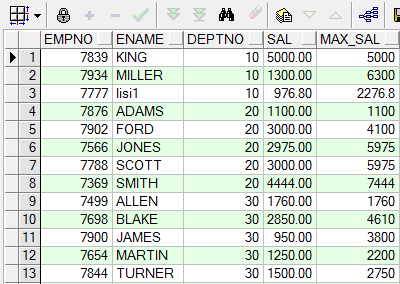 EMPNO ENAME DEPTNO SAL MAX_SAL
1 7839 KING 10 5000.00 5000
2 7934 MILLER 10 1300.00 6300
3 7777 lisi1 10 976.80 2276.8
4 7876 ADAMS 20 1100.00 1100
5 7902 FORD 20 3000.00 4100
6 7566 JONES 20 2975.00 5975
7 7788 SCOTT 20 3000.00 5975
8 7369 SMITH 20 4444.00 7444
9 7499 ALLEN 30 1760.00 1760
10 7698 BLAKE 30 2850.00 4610
11 7900 JAMES 30 950.00 3800
12 7654 MARTIN 30 1250.00 2200
13 7844 TURNER 30 1500.00 2750